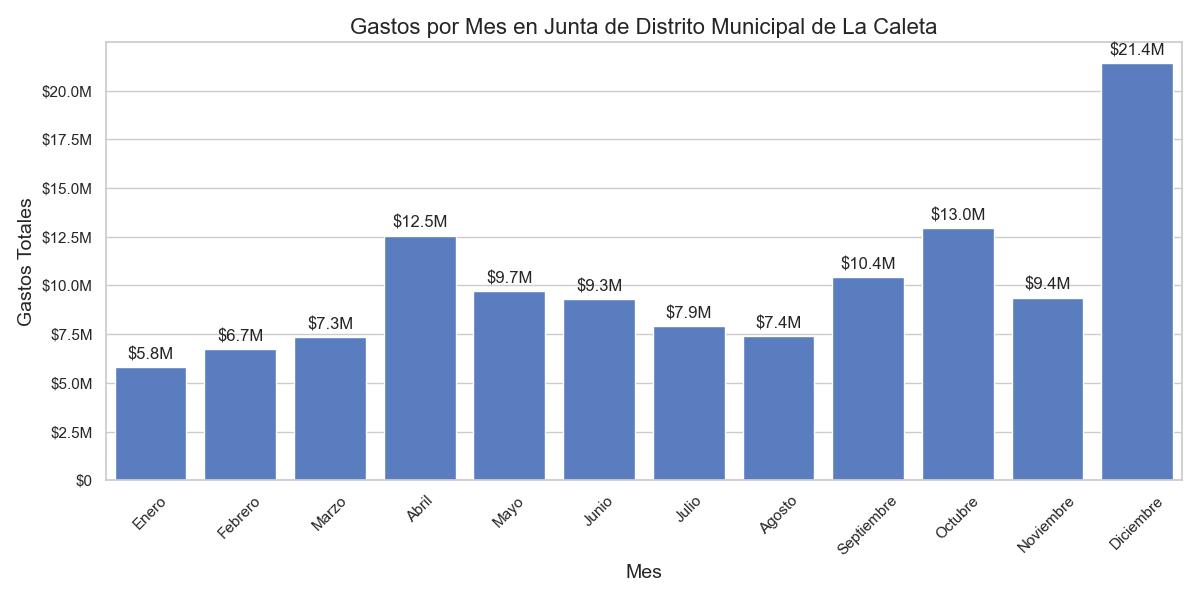 Gastos por Mes en Junta de Distrito Municipal de La Caleta
Gastos Totales
$20.0M
$17.5M
$15.0M
$12.5M
$10.0M
$7.5M
$5.0M
$2.5M
$0
$5.8M
$6.7M
$7.3M
$12.5M
$9.7M
$9.3M
$7.9M
$7.4M
$10.4M
$13.0M
$9.4M
$21.4M
Enero
Febrero
Marzo
Abril
Mayo
Junio
Julio
Agosto
Septiembre
Octubre
Noviembre
Diciembre
Mes